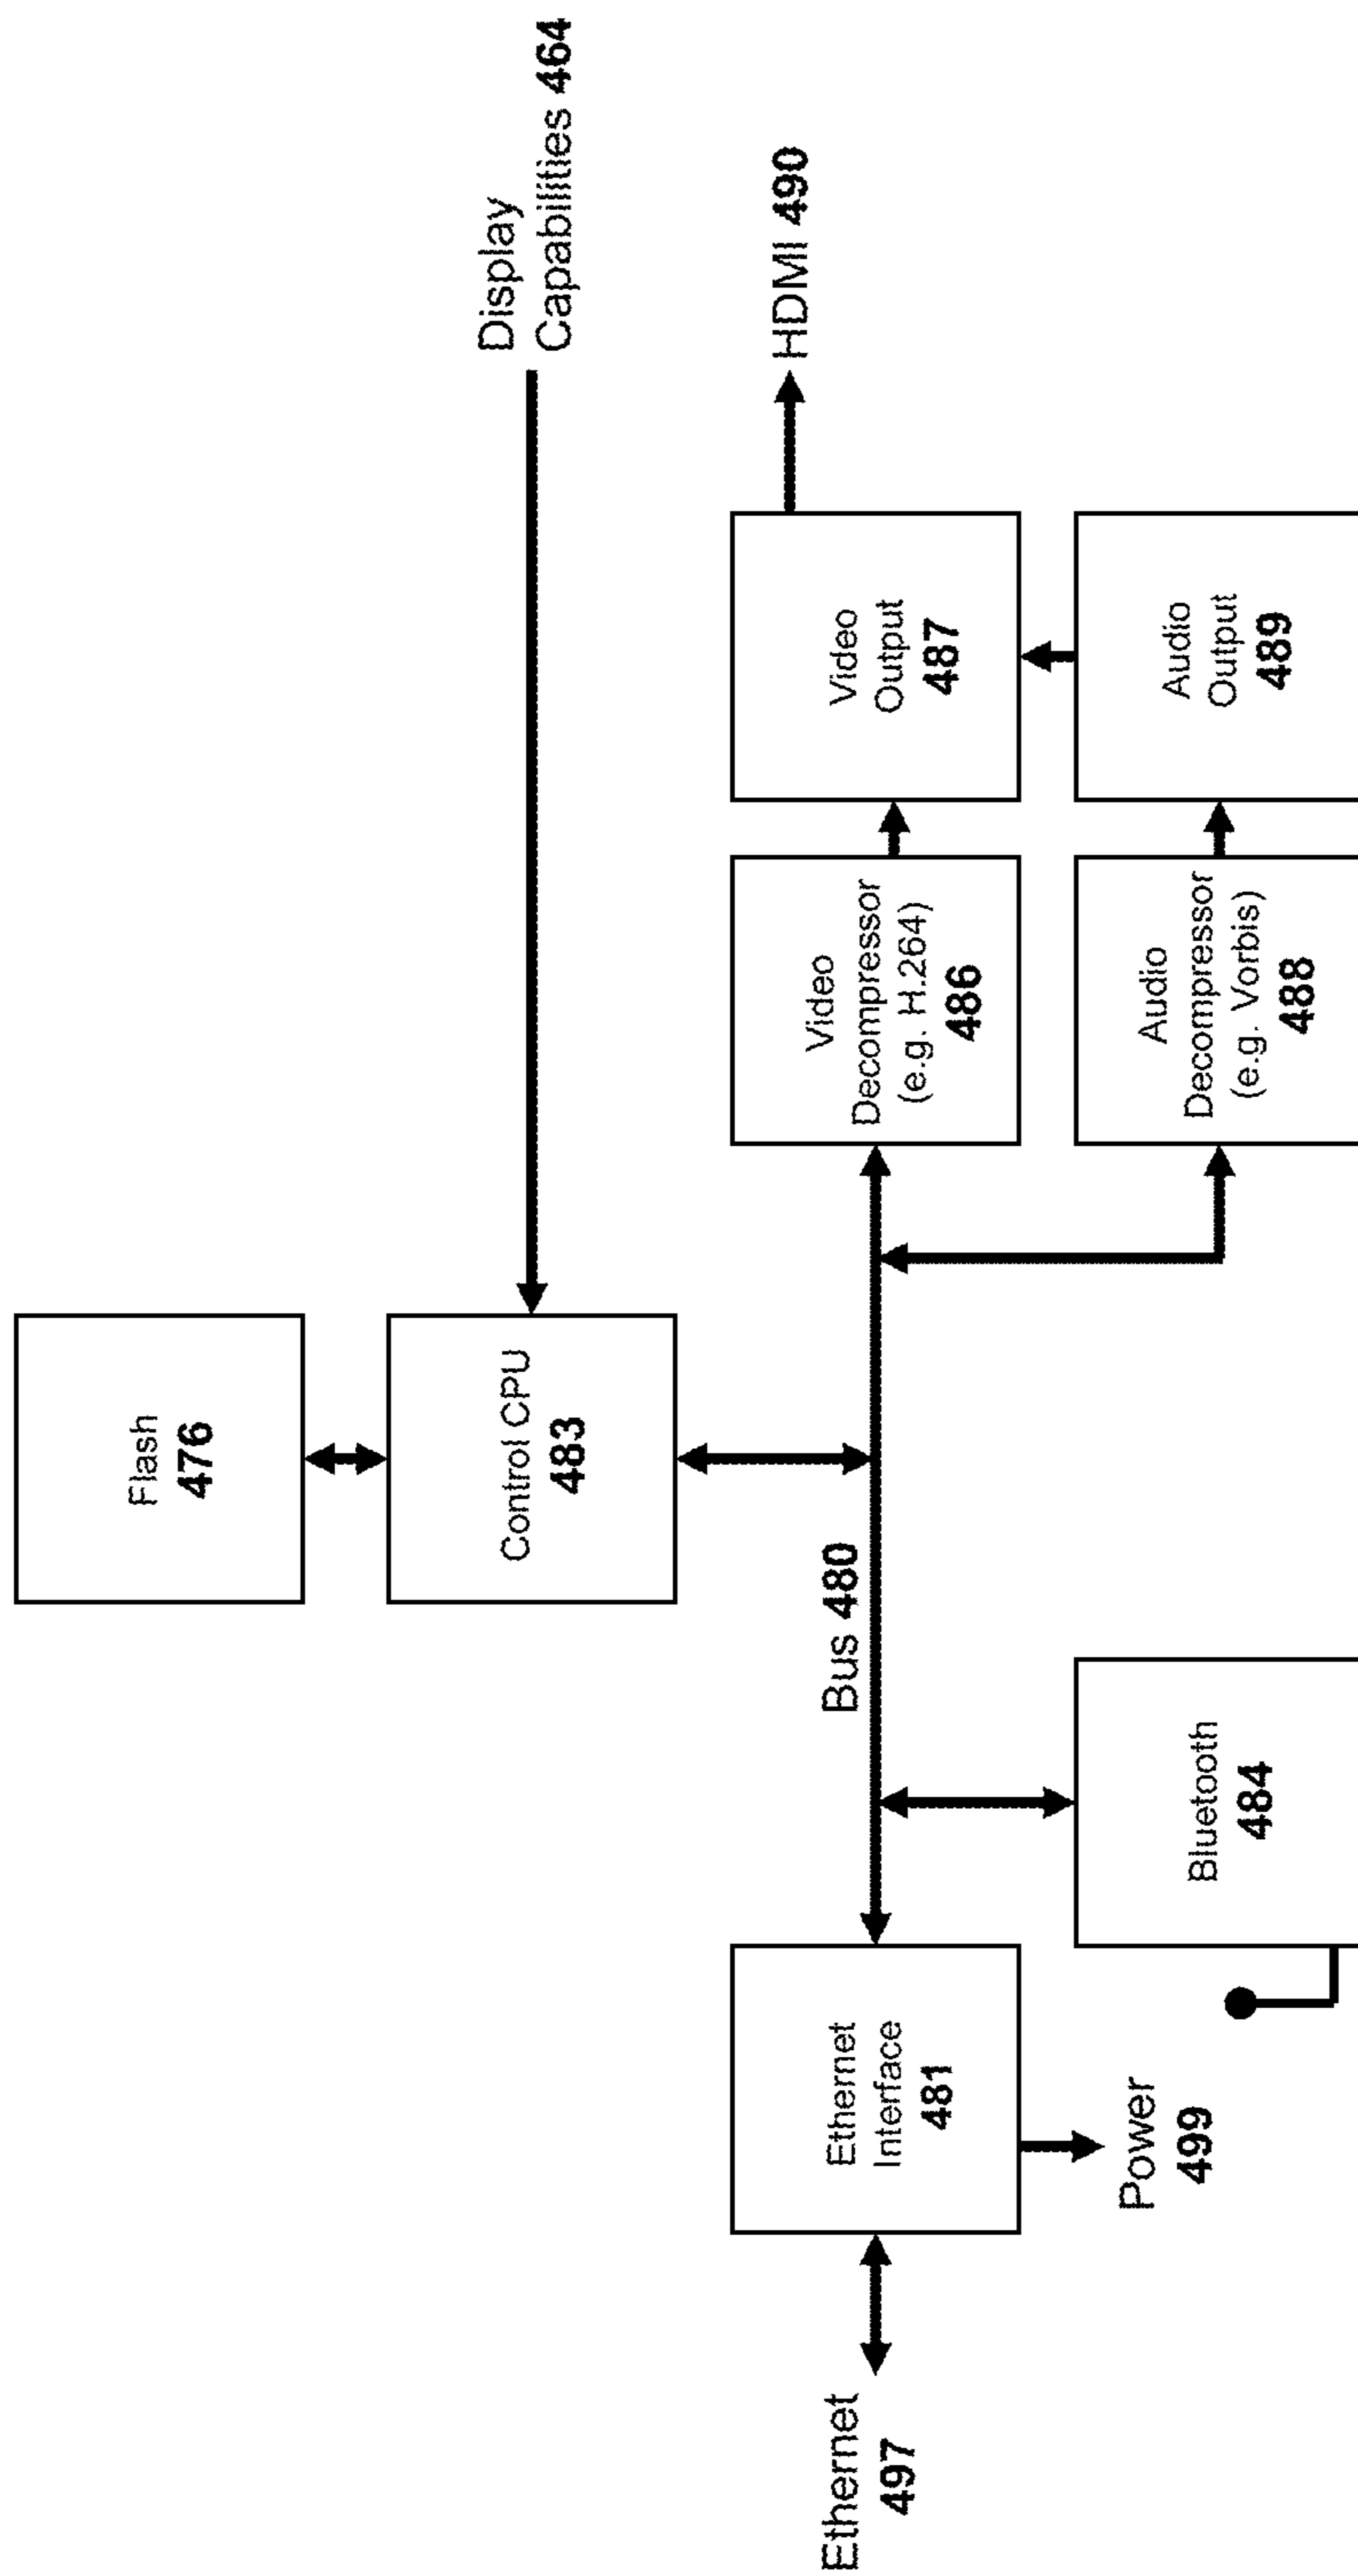 Flash
476
Display
Capabilities 464
Control CPU
483
HDMI 490
Bus 480
Ethernet
497
Ethernet
Interface
481
Video
Decompressor
(e.g. H.264)
486
Video
Output
487
Power
499
Bluetooth
484
Audio
Decompressor
(e.g. Vorbis)
488
Audio
Output
489